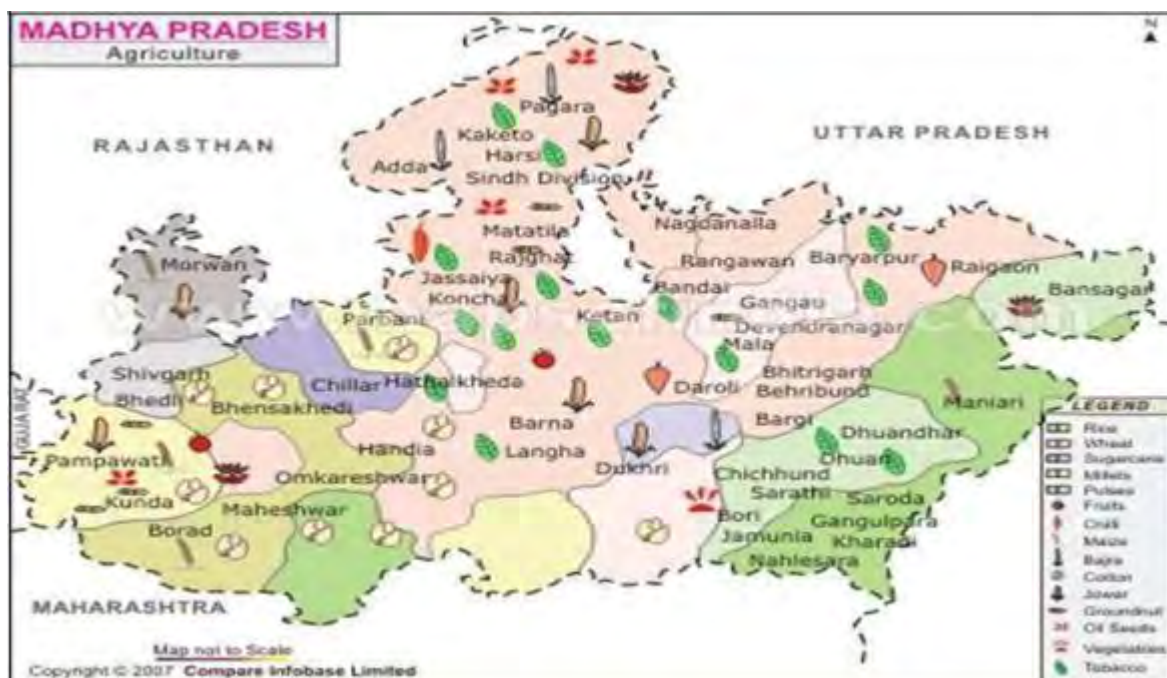 MADHYA PRADESH
Agriculture
N
RAJASTHAN
UTTAR PRADESH
GUJARAT
Pagara
Kaketo
Harsi
Adda
Sindh Division
Matatila
Rajghat
Jassaiya
Koncha
Nagdanalla
Rangawan
Baryarpur
Raigaon
Bandai
Gangau
Bansagar
Morwan
Parbani
Ketan
Devendranagar
Mala
Shivgarh
Chillar
Hathaikheda
Bhitrigarh
Bhedli
Bhensakhedi
Daroli
Behribund
Maniari
Barna
Bargi
Handia
Langha
Dhuandhar
Pampawati
Omkareshwar
Dukhri
Dhuan
Chichhund
Kunda
Maheshwar
Sarathi
Saroda
Borad
Bori
Gangulpara
Jamunia
Kharadi
Nahlesara
MAHARASHTRA
LEGEND
Rice
Wheat
Sugarcane
Millets
Pulses
Fruits
Chilli
Maize
Bajra
Cotton
Jowar
Groundnut
Oil Seeds
Vegetables
Tobacco
Map not to Scale
Copyright © 2007 Compare Infobase Limited